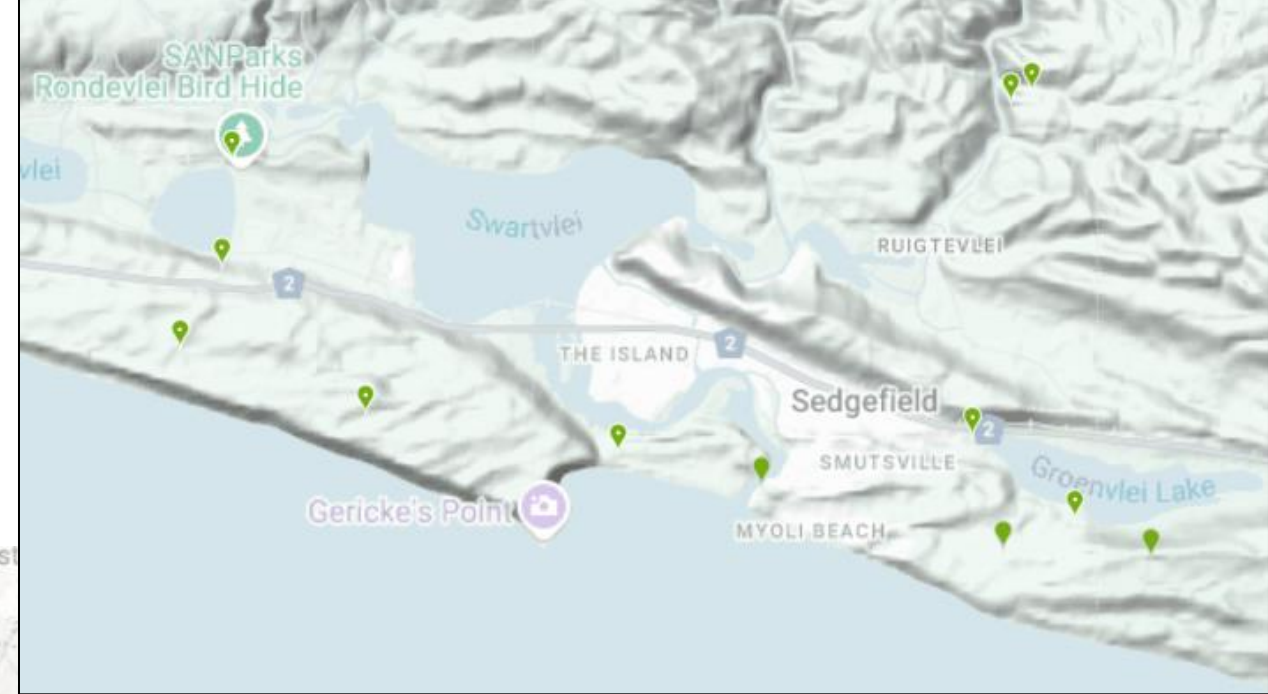 SANParks
Rondevlei Bird Hide
vlei
Swartvlei
RUIGTEVLEI
2
THE ISLAND
2
Sedgefield
2
SMUTSVILLE
Groenvlei Lake
Gericke's Point
MYOLI BEACH
st